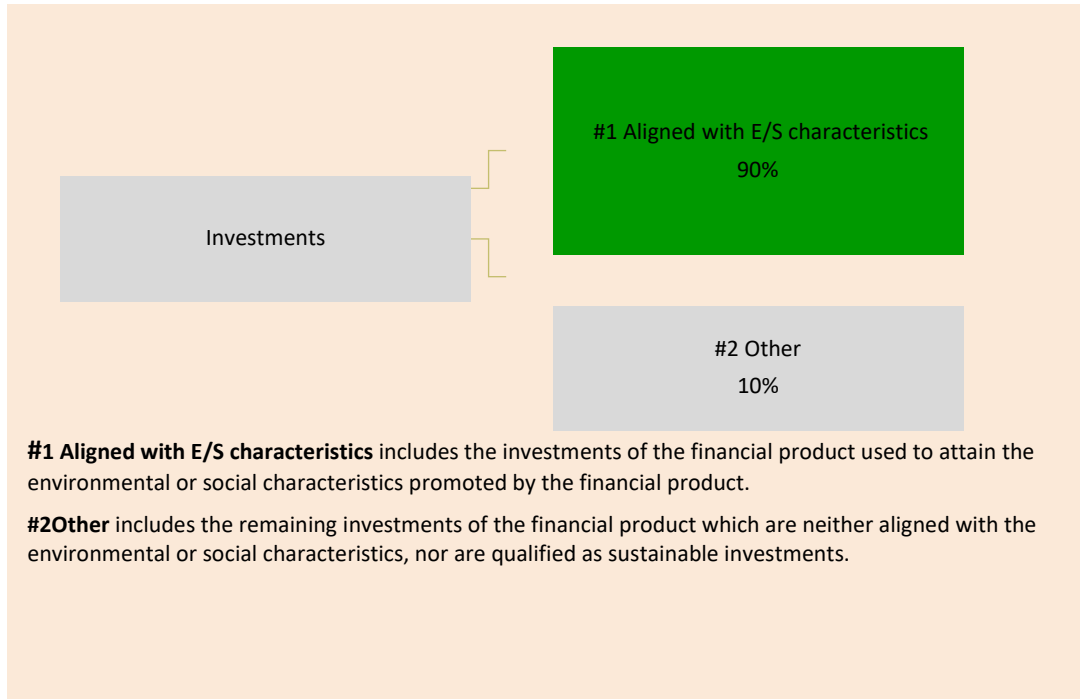 #1 Aligned with E/S characteristics
90%
Investments
#2 Other
10%
#1 Aligned with E/S characteristics includes the investments of the financial product used to attain the
environmental or social characteristics promoted by the financial product.
#2Other includes the remaining investments of the financial product which are neither aligned with the
environmental or social characteristics, nor are qualified as sustainable investments.